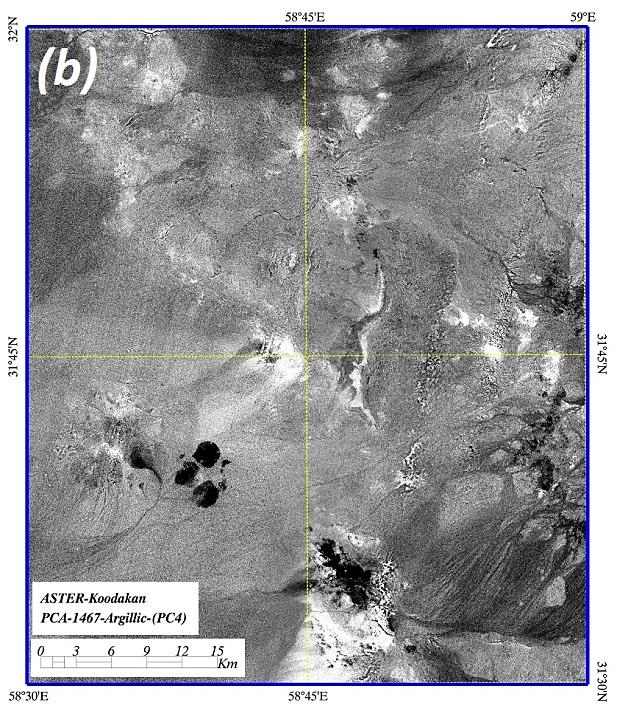 58°45'E 59°E
32°N
(b)
31°45'N 31°45'N
ASTER-Koodakan
PCA-1467-Argillic-(PC4)
0 3 6 9 12 15
Km
31°30'N
58°30'E 58°45'E